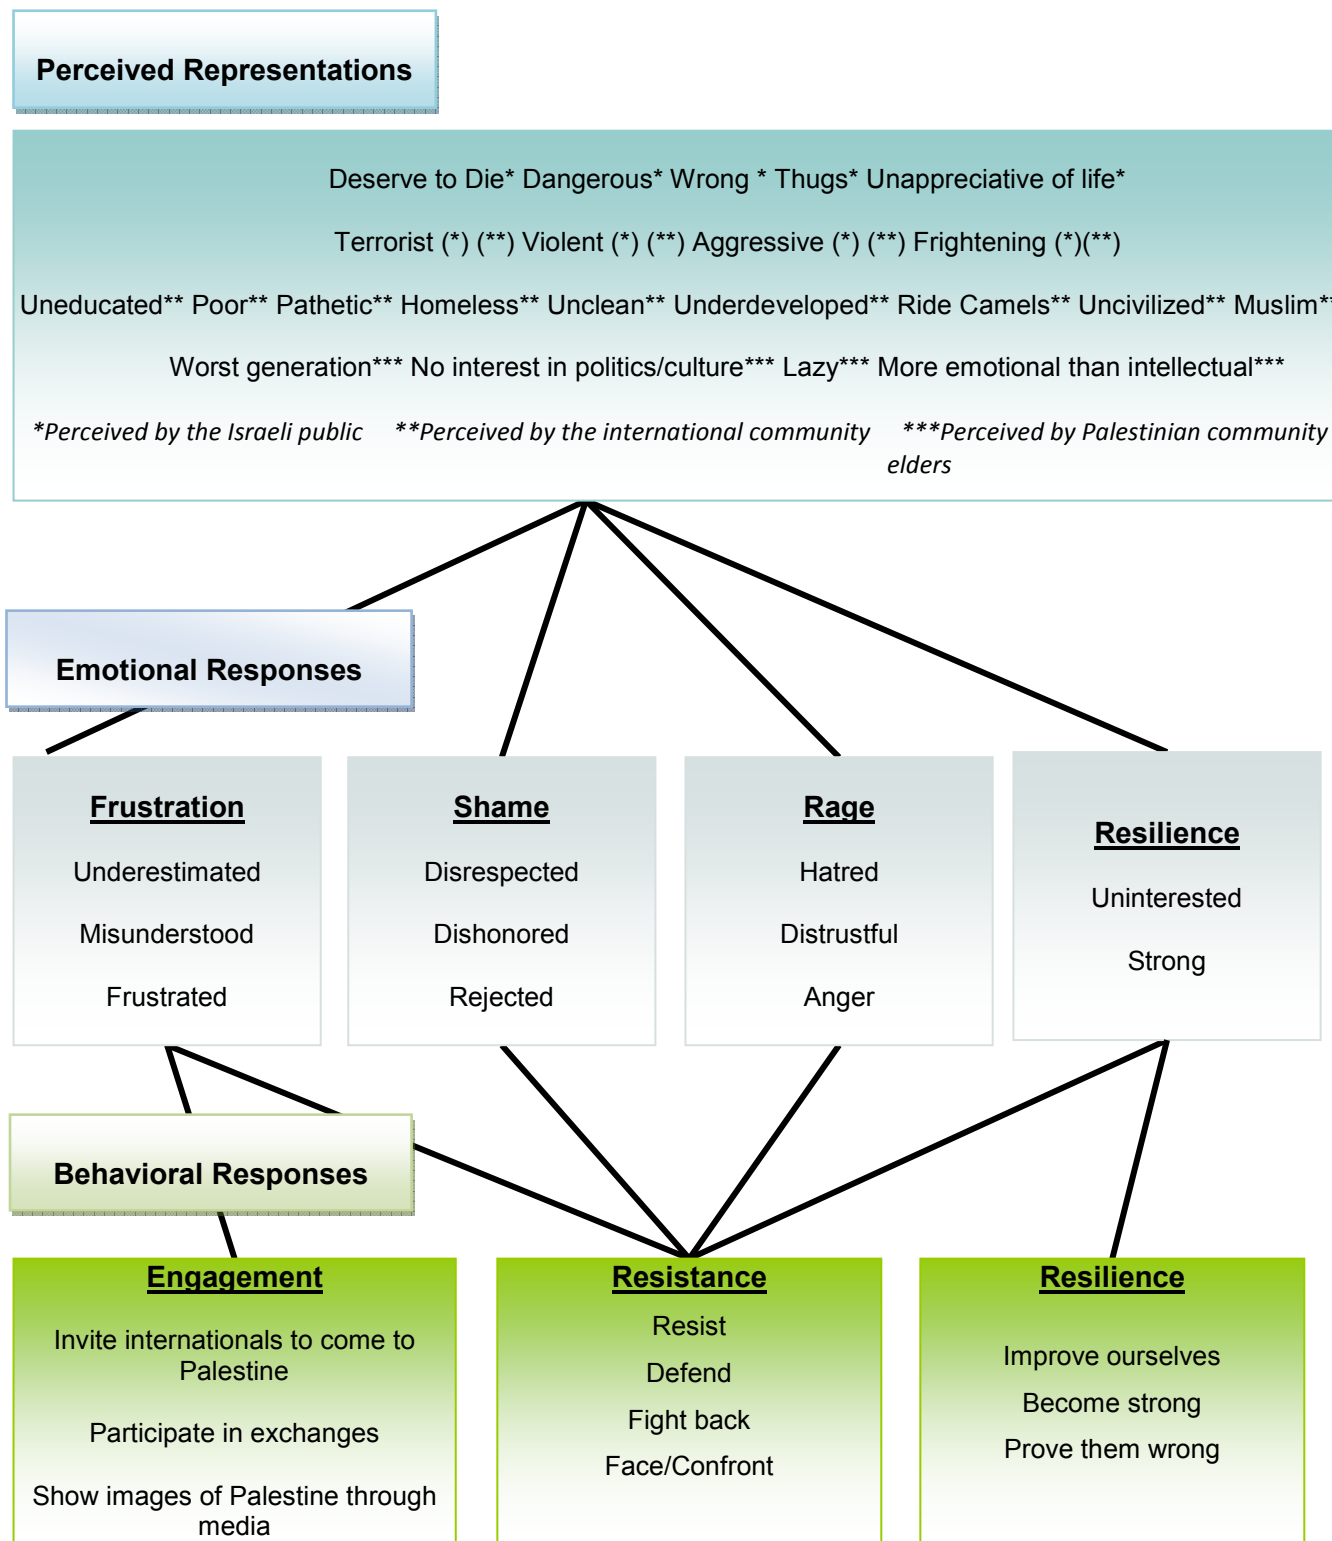 Perceived Representations
Deserve to Die* Dangerous* Wrong * Thugs* Unappreciative of life*
Terrorist (*) (**) Violent (*) (**) Aggressive (*) (**) Frightening (*)(**)
Uneducated** Poor** Pathetic** Homeless** Unclean** Underdeveloped** Ride Camels** Uncivilized** Muslim**
Worst generation*** No interest in politics/culture*** Lazy*** More emotional than intellectual***
*Perceived by the Israeli public **Perceived by the international community ***Perceived by Palestinian community
elders
Emotional Responses
Frustration
Underestimated
Misunderstood
Frustrated
Shame
Disrespected
Dishonored
Rejected
Rage
Hatred
Distrustful
Anger
Resilience
Uninterested
Strong
Behavioral Responses
Engagement
Invite internationals to come to
Palestine
Participate in exchanges
Show images of Palestine through
media
Resistance
Resist
Defend
Fight back
Face/Confront
Resilience
Improve ourselves
Become strong
Prove them wrong